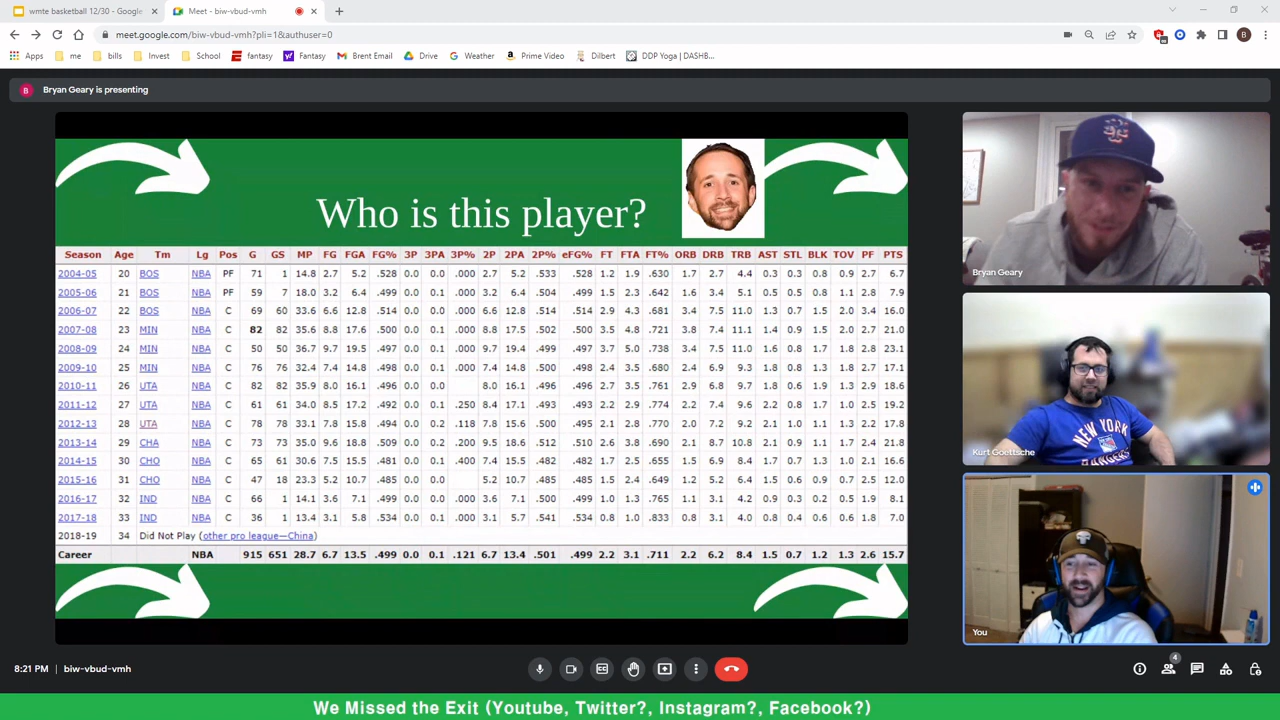 wmte basketball 12/30 - Google
Meet - biw-vbud-vmh
meet.google.com/biw-vbud-vmh?pli=1&authuser=0
Apps me bills Invest School fantasy Fantasy Brent Email Drive Weather Prime Video Dilbert DDP Yoga | DASHB...
B Bryan Geary is presenting
Who is this player?
Season Age Tm Lg Pos G GS MP FG FGA FG% 3P 3PA 3P% 2P 2PA 2P% eFG% FT FTA FT% ORB DRB TRB AST STL BLK TOV PF PTS
2004-05 20 BOS NBA PF 71 1 14.8 2.7 5.2 .528 0.0 0.0 .000 2.7 5.2 .533 .528 1.2 1.9 .630 1.7 2.7 4.4 0.3 0.3 0.8 0.9 2.7 6.7
2005-06 21 BOS NBA PF 59 7 18.0 3.2 6.4 .499 0.0 0.1 .000 3.2 6.4 .504 .499 1.5 2.3 .642 1.6 3.4 5.1 0.5 0.5 0.8 1.1 2.8 7.9
2006-07 22 BOS NBA C 69 60 33.6 6.6 12.8 .514 0.0 0.0 .000 6.6 12.8 .514 .514 2.9 4.3 .681 3.4 7.5 11.0 1.3 0.7 1.5 2.0 3.4 16.0
2007-08 23 MIN NBA C 82 82 35.6 8.8 17.5 .500 0.0 0.1 .000 8.8 17.5 .502 .500 3.5 4.8 .721 3.8 7.4 11.1 1.4 0.9 1.5 2.0 2.7 21.0
2008-09 24 MIN NBA C 50 50 36.7 9.7 19.5 .497 0.0 0.1 .000 9.7 19.4 .499 .497 3.7 5.0 .738 3.4 7.5 11.0 1.6 0.8 1.7 1.8 2.8 23.1
2009-10 25 MIN NBA C 76 76 32.4 7.4 14.8 .498 0.0 0.1 .000 7.4 14.8 .500 .498 2.4 3.5 .680 2.4 6.9 9.3 1.8 0.8 1.3 2.0 2.7 17.1
2010-11 26 UTA NBA C 82 82 35.9 8.0 16.1 .496 0.0 0.0 8.0 16.1 .496 .496 2.7 3.5 .761 2.9 6.8 9.7 1.8 0.6 1.9 1.3 2.9 18.6
2011-12 27 UTA NBA C 61 61 34.0 8.5 17.2 .492 0.0 0.1 .250 8.4 17.1 .493 .493 2.2 2.9 .774 2.2 7.4 9.6 2.2 0.8 1.7 1.0 2.5 19.2
2012-13 28 UTA NBA C 78 78 33.1 7.8 15.8 .494 0.0 0.2 .118 7.8 15.6 .500 .495 2.1 2.8 .770 2.0 7.2 9.2 2.1 0.8 1.1 1.3 2.2 17.8
2013-14 29 CHA NBA C 73 73 35.0 9.6 18.8 .509 0.0 0.2 .200 9.5 18.6 .512 .510 2.6 3.8 .690 2.1 8.7 10.8 2.1 0.9 1.1 1.7 2.4 21.8
2014-15 30 CHO NBA C 65 61 30.6 7.5 15.5 .481 0.0 0.1 .400 7.4 15.5 .482 .482 1.7 2.5 .655 1.5 6.9 8.4 1.7 0.7 1.3 1.0 2.1 16.6
2015-16 31 CHO NBA C 47 18 23.3 5.2 10.7 .485 0.0 0.0 5.2 10.7 .485 .485 1.5 2.4 .649 1.2 5.2 6.4 1.5 0.6 0.9 0.7 2.5 12.0
2016-17 32 IND NBA C 66 1 14.1 3.6 7.1 .499 0.0 0.0 .000 3.6 7.1 .500 .499 1.0 1.3 .765 1.1 3.1 4.2 0.9 0.3 0.2 0.5 1.9 8.1
2017-18 33 IND NBA C 36 1 13.4 3.1 5.8 .534 0.0 0.1 .000 3.1 5.7 .541 .534 0.8 1.0 .833 0.8 3.1 4.0 0.8 0.4 0.6 0.6 1.8 7.0
2018-19 34 Did Not Play (other pro league—China)
Career NBA 915 651 28.7 6.7 13.5 .499 0.0 0.1 .121 6.7 13.4 .501 .499 2.2 3.1 .711 2.2 6.2 8.4 1.5 0.7 1.2 1.3 2.6 15.7
Bryan Geary
NEW YORK
RANGERS
Kurt Goettsche
You
8:21 PM | biw-vbud-vmh
4
We Missed the Exit (Youtube, Twitter?, Instagram?, Facebook?)